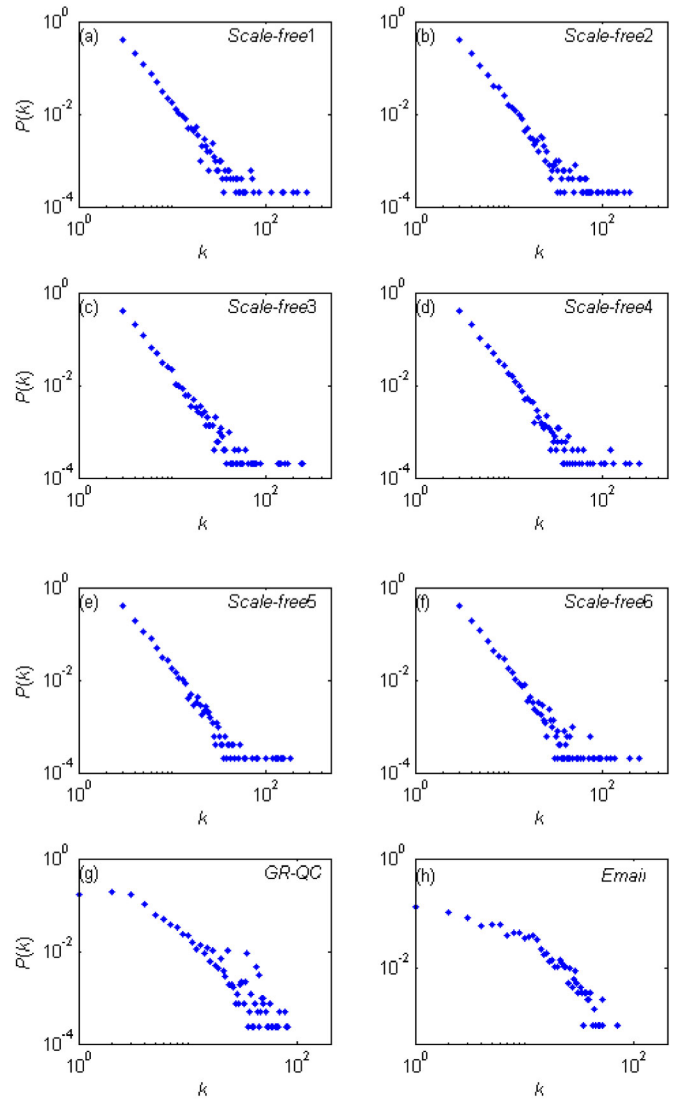 10^0 (a) Scale-free1
P(k)
10^-2
10^-4
10^0 10^2
k
10^0 (b) Scale-free2
P(k)
10^-2
10^-4
10^0 10^2
k
10^0 (c) Scale-free3
P(k)
10^-2
10^-4
10^0 10^2
k
10^0 (d) Scale-free4
P(k)
10^-2
10^-4
10^0 10^2
k
10^0 (e) Scale-free5
P(k)
10^-2
10^-4
10^0 10^2
k
10^0 (f) Scale-free6
P(k)
10^-2
10^-4
10^0 10^2
k
10^0 (g) GR-QC
P(k)
10^-2
10^-4
10^0 10^2
k
10^0 (h) Email
P(k)
10^-2
10^0 10^2
k